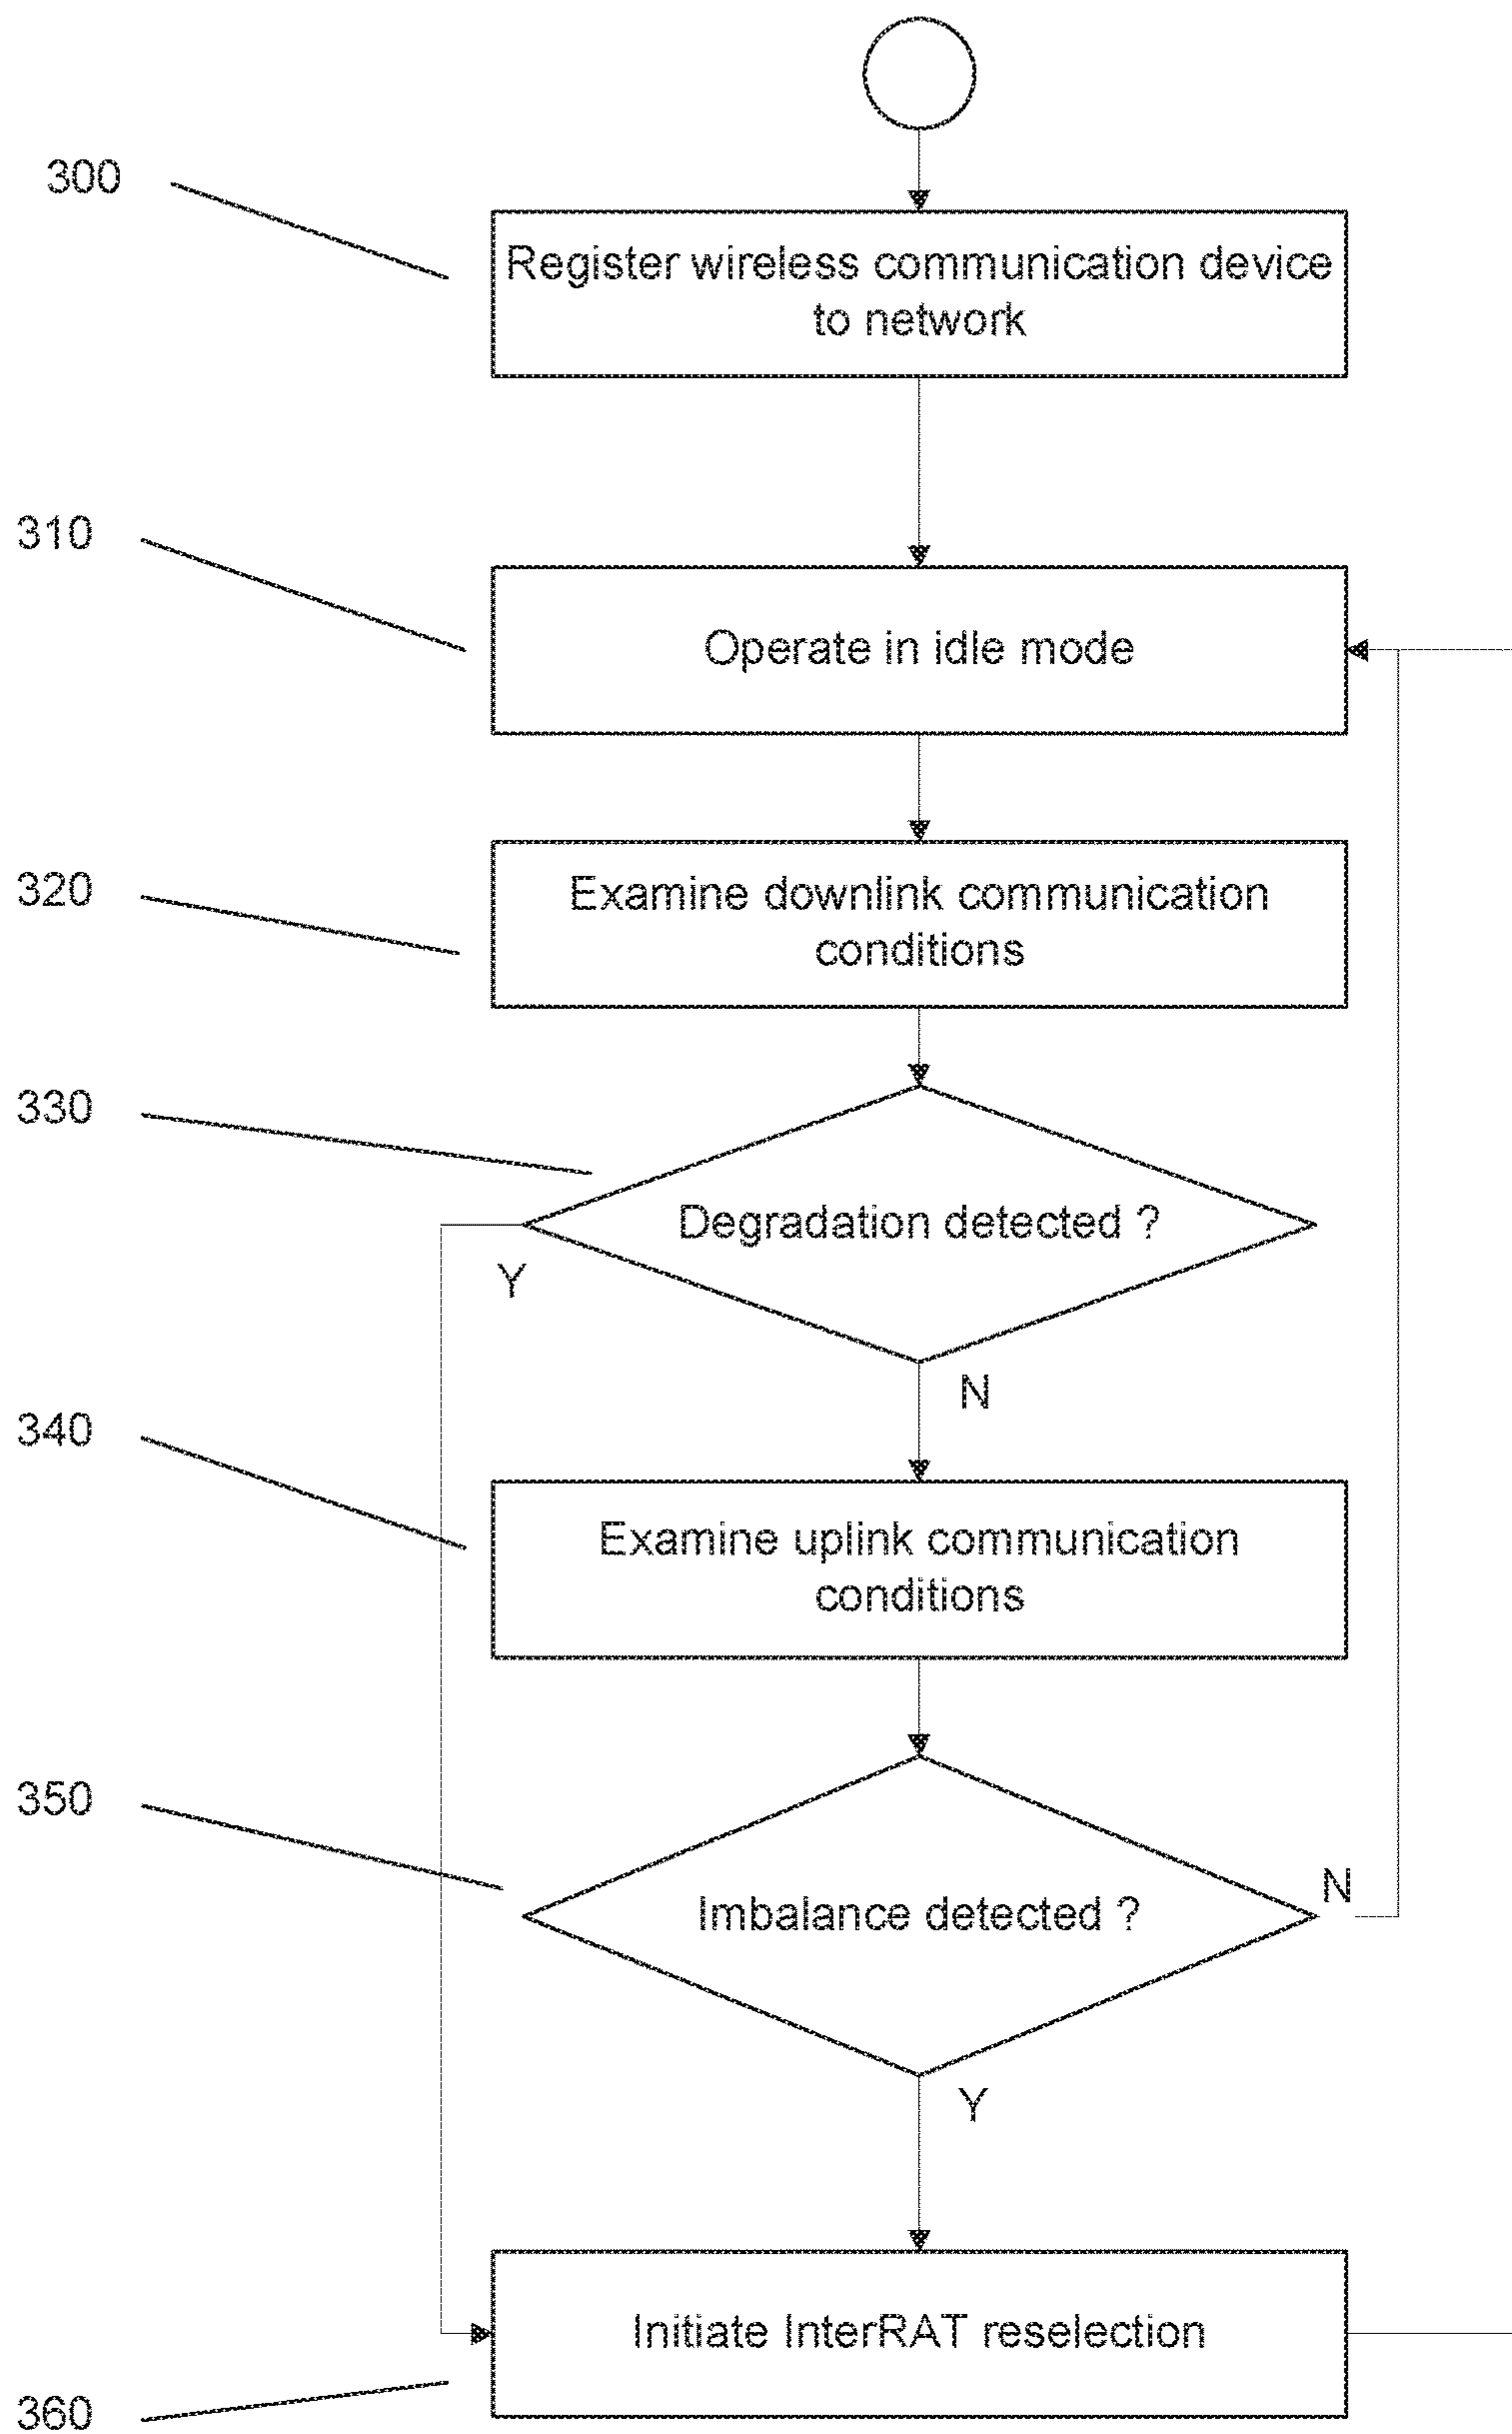 300
Register wireless communication device
to network
310
Operate in idle mode
320
Examine downlink communication
conditions
330
Degradation detected ?
Y
N
340
Examine uplink communication
conditions
350
Imbalance detected ?
N
Y
Initiate InterRAT reselection
360